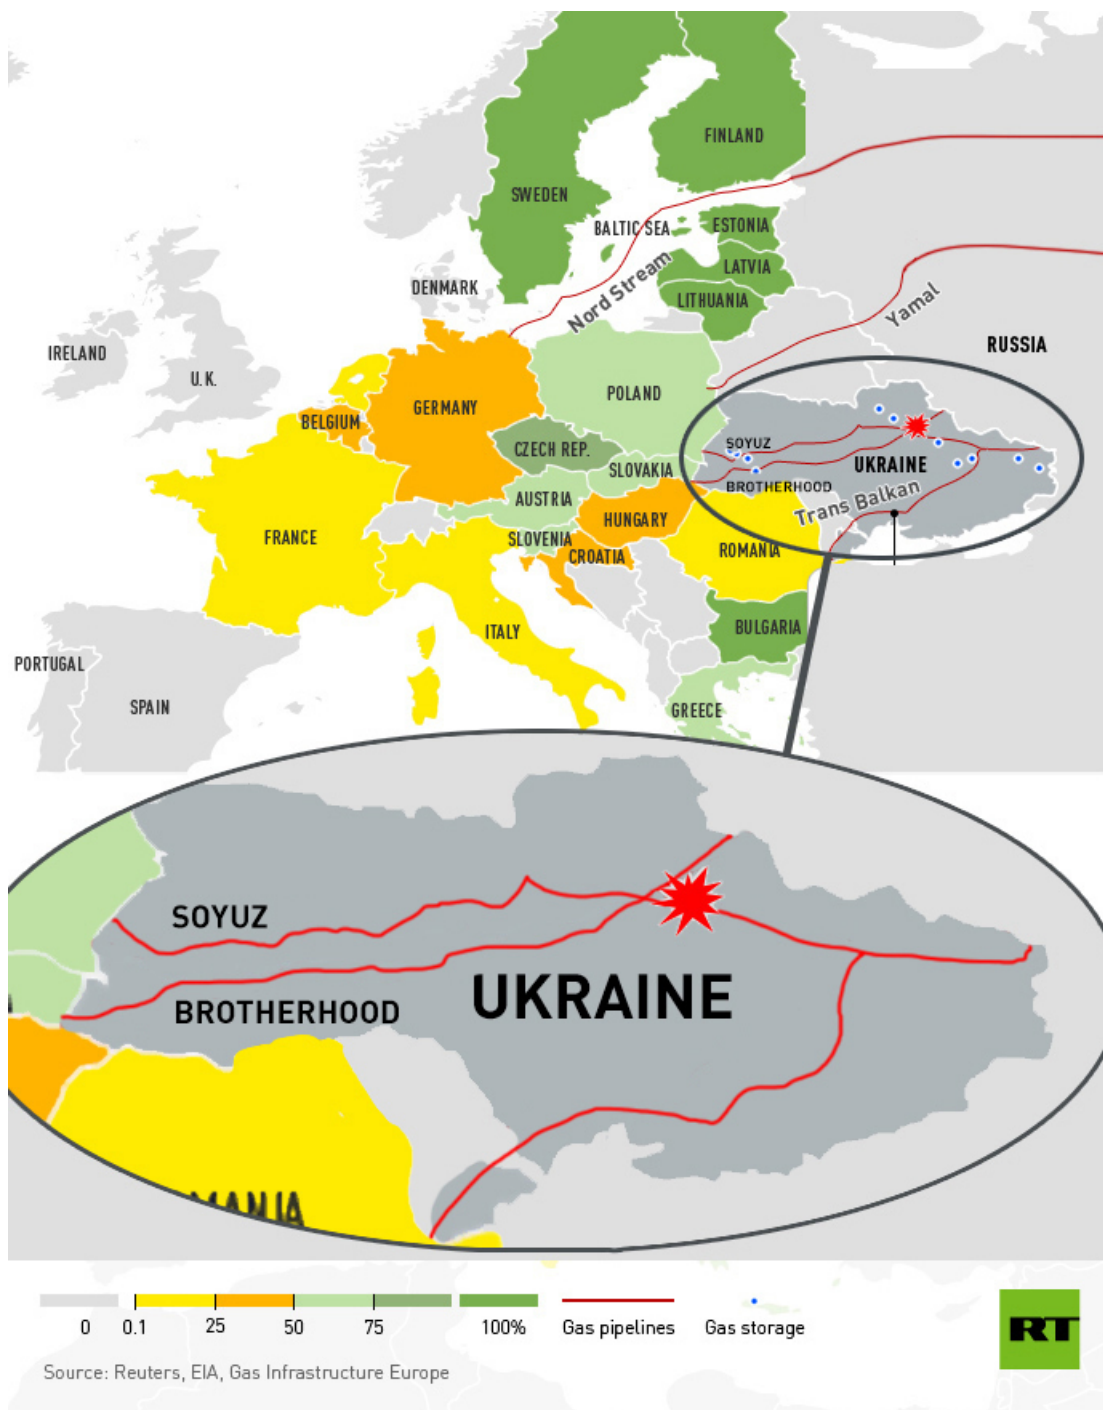 FINLAND
SWEDEN
BALTIC SEA
ESTONIA
LATVIA
LITHUANIA
DENMARK
Nord Stream
Yamal
RUSSIA
IRELAND
U.K.
POLAND
GERMANY
BELGIUM
CZECH REP.
SOYUZ
UKRAINE
SLOVAKIA
BROTHERHOOD
AUSTRIA
Trans Balkan
HUNGARY
FRANCE
SLOVENIA
CROATIA
ROMANIA
ITALY
BULGARIA
PORTUGAL
SPAIN
GREECE
SOYUZ
UKRAINE
BROTHERHOOD
MANIA
0 0.1 25 50 75 100% Gas pipelines Gas storage
RT
Source: Reuters, EIA, Gas Infrastructure Europe